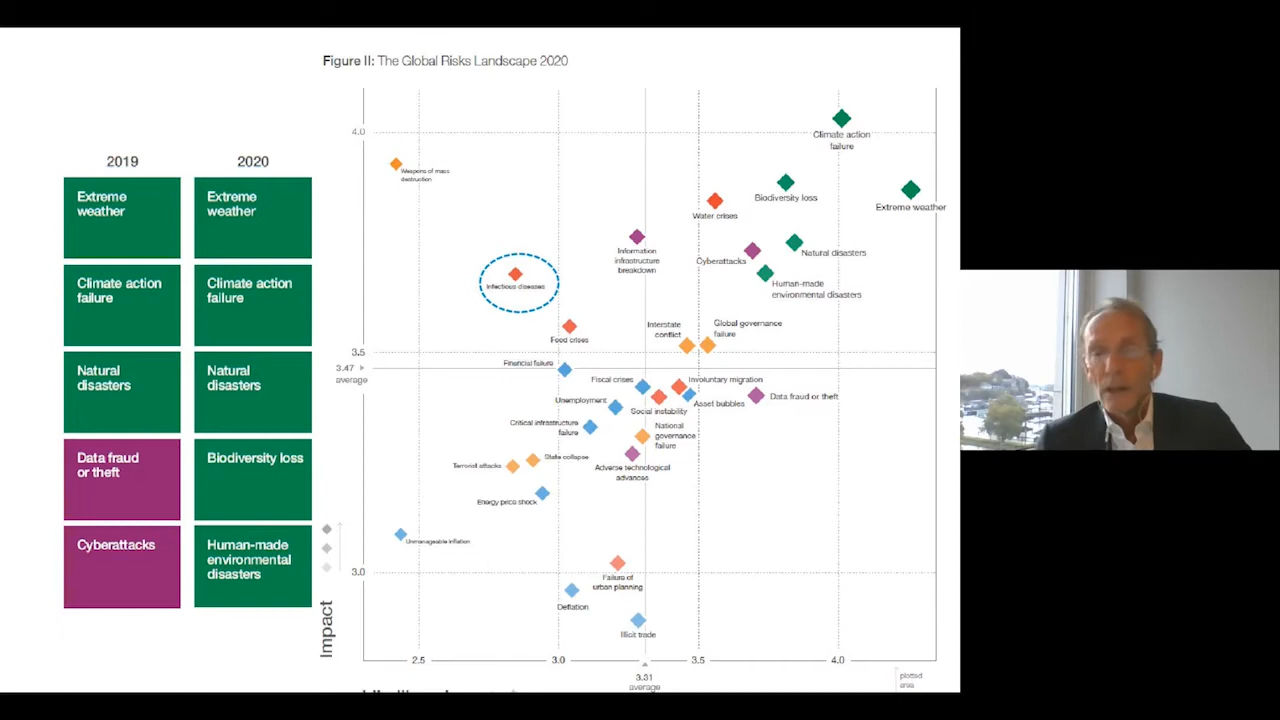 Figure II: The Global Risks Landscape 2020
2019
2020
Extreme
weather
Climate action
failure
Natural
disasters
Data fraud
or theft
Cyberattacks
Extreme
weather
Climate action
failure
Natural
disasters
Biodiversity loss
Human-made
environmental
disasters
4.0
3.5
3.47
average
3.0
Impact
Climate action
failure
Weapons of mass
destruction
Biodiversity loss
Extreme weather
Water crises
Information
infrastructure
breakdown
Cyberattacks
Natural disasters
Infectious diseases
Human-made
environmental disasters
Food crises
Interstate
conflict
Global governance
failure
Financial failure
Fiscal crises
Involuntary migration
Unemployment
Social instability
Asset bubbles
Data fraud or theft
Critical infrastructure
failure
National
governance
failure
Terrorist attacks
State collapse
Adverse technological
advances
Energy price shock
Unmanageable inflation
Failure of
urban planning
Deflation
Illicit trade
2.5
3.0
3.5
4.0
3.31
average
plotted
area